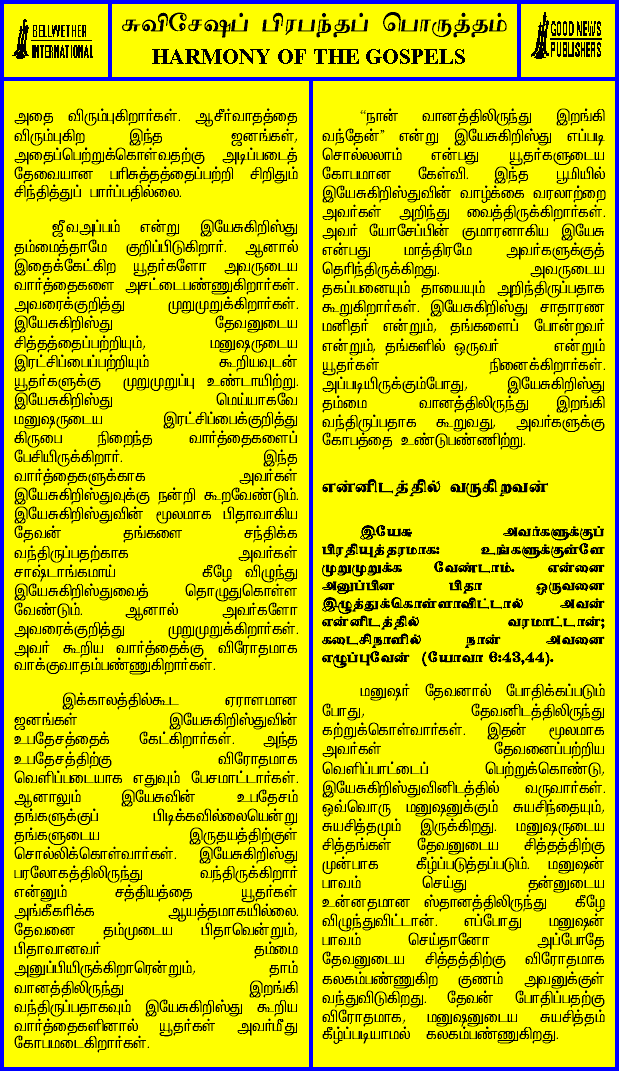 BELLWETHER
INTERNATIONAL
சுவிசேஷப் பிரபந்தப் பொருத்தம்
HARMONY OF THE GOSPELS
GOOD NEWS
PUBLISHERS
அதை விரும்புகிறார்கள். ஆசீர்வாதத்தை
விரும்புகிற இந்த ஜனங்கள்,
அதைப்பெற்றுக்கொள்வதற்கு அடிப்படைத்
தேவையான பரிசுத்தத்தைப்பற்றி சிறிதும்
சிந்தித்துப் பார்ப்பதில்லை.
ஜீவஅப்பம் என்று இயேசுகிறிஸ்து
தம்மைத்தாமே குறிப்பிடுகிறார். ஆனால்
இதைக்கேட்கிற யூதர்களோ அவருடைய
வார்த்தைகளை அசட்டைபண்ணுகிறார்கள்.
அவரைக்குறித்து முறுமுறுக்கிறார்கள்.
இயேசுகிறிஸ்து தேவனுடைய
சித்தத்தைப்பற்றியும், மனுஷருடைய
இரட்சிப்பைப்பற்றியும் கூறியவுடன்
யூதர்களுக்கு முறுமுறுப்பு உண்டாயிற்று.
இயேசுகிறிஸ்து மெய்யாகவே
மனுஷருடைய இரட்சிப்பைக்குறித்து
கிருபை நிறைந்த வார்த்தைகளைப்
பேசியிருக்கிறார். இந்த
வார்த்தைகளுக்காக அவர்கள்
இயேசுகிறிஸ்துவுக்கு நன்றி கூறவேண்டும்.
இயேசுகிறிஸ்துவின் மூலமாக பிதாவாகிய
தேவன் தங்களை சந்திக்க
வந்திருப்பதற்காக அவர்கள்
சாஷ்டாங்கமாய் கீழே விழுந்து
இயேசுகிறிஸ்துவைத் தொழுதுகொள்ள
வேண்டும். ஆனால் அவர்களோ
அவரைக்குறித்து முறுமுறுக்கிறார்கள்.
அவர் கூறிய வார்த்தைக்கு விரோதமாக
வாக்குவாதம்பண்ணுகிறார்கள்.
இக்காலத்தில்கூட ஏராளமான
ஜனங்கள் இயேசுகிறிஸ்துவின்
உபதேசத்தைக் கேட்கிறார்கள். அந்த
உபதேசத்திற்கு விரோதமாக
வெளிப்படையாக எதுவும் பேசமாட்டார்கள்.
ஆனாலும் இயேசுவின் உபதேசம்
தங்களுக்குப் பிடிக்கவில்லையென்று
தங்களுடைய இருதயத்திற்குள்
சொல்லிக்கொள்வார்கள். இயேசுகிறிஸ்து
பரலோகத்திலிருந்து வந்திருக்கிறார்
என்னும் சத்தியத்தை யூதர்கள்
அங்கீகரிக்க ஆயத்தமாகயில்லை.
தேவனை தம்முடைய பிதாவென்றும்,
பிதாவானவர் தம்மை
அனுப்பியிருக்கிறாரென்றும், தாம்
வானத்திலிருந்து இறங்கி
வந்திருப்பதாகவும் இயேசுகிறிஸ்து கூறிய
வார்த்தைகளினால் யூதர்கள் அவர்மீது
கோபமடைகிறார்கள்.
“நான் வானத்திலிருந்து இறங்கி
வந்தேன்” என்று இயேசுகிறிஸ்து எப்படி
சொல்லலாம் என்பது யூதர்களுடைய
கோபமான கேள்வி. இந்த பூமியில்
இயேசுகிறிஸ்துவின் வாழ்க்கை வரலாற்றை
அவர்கள் அறிந்து வைத்திருக்கிறார்கள்.
அவர் யோசேப்பின் குமாரனாகிய இயேசு
என்பது மாத்திரமே அவர்களுக்குத்
தெரிந்திருக்கிறது. அவருடைய
தகப்பனையும் தாயையும் அறிந்திருப்பதாக
கூறுகிறார்கள். இயேசுகிறிஸ்து சாதாரண
மனிதர் என்றும், தங்களைப் போன்றவர்
என்றும், தங்களில் ஒருவர் என்றும்
யூதர்கள் நினைக்கிறார்கள்.
அப்படியிருக்கும்போது, இயேசுகிறிஸ்து
தம்மை வானத்திலிருந்து இறங்கி
வந்திருப்பதாக கூறுவது, அவர்களுக்கு
கோபத்தை உண்டுபண்ணிற்று.
என்னிடத்தில் வருகிறவன்
இயேசு அவர்களுக்குப்
பிரதியுத்தரமாக: உங்களுக்குள்ளே
முறுமுறுக்க வேண்டாம். என்னை
அனுப்பின பிதா ஒருவனை
இழுத்துக்கொள்ளாவிட்டால் அவன்
என்னிடத்தில் வரமாட்டான்;
கடைசிநாளில் நான் அவனை
எழுப்புவேன் (யோவா 6:43,44).
மனுஷர் தேவனால் போதிக்கப்படும்
போது, தேவனிடத்திலிருந்து
கற்றுக்கொள்வார்கள். இதன் மூலமாக
அவர்கள் தேவனைப்பற்றிய
வெளிப்பாட்டைப் பெற்றுக்கொண்டு,
இயேசுகிறிஸ்துவினிடத்தில் வருவார்கள்.
ஒவ்வொரு மனுஷனுக்கும் சுயசிந்தையும்,
சுயசித்தமும் இருக்கிறது. மனுஷருடைய
சித்தங்கள் தேவனுடைய சித்தத்திற்கு
முன்பாக கீழ்ப்படுத்தப்படும். மனுஷன்
பாவம் செய்து தன்னுடைய
உன்னதமான ஸ்தானத்திலிருந்து கீழே
விழுந்துவிட்டான். எப்போது மனுஷன்
பாவம் செய்தானோ அப்போதே
தேவனுடைய சித்தத்திற்கு விரோதமாக
கலகம்பண்ணுகிற குணம் அவனுக்குள்
வந்துவிடுகிறது. தேவன் போதிப்பதற்கு
விரோதமாக, மனுஷனுடைய சுயசித்தம்
கீழ்ப்படியாமல் கலகம்பண்ணுகிறது.